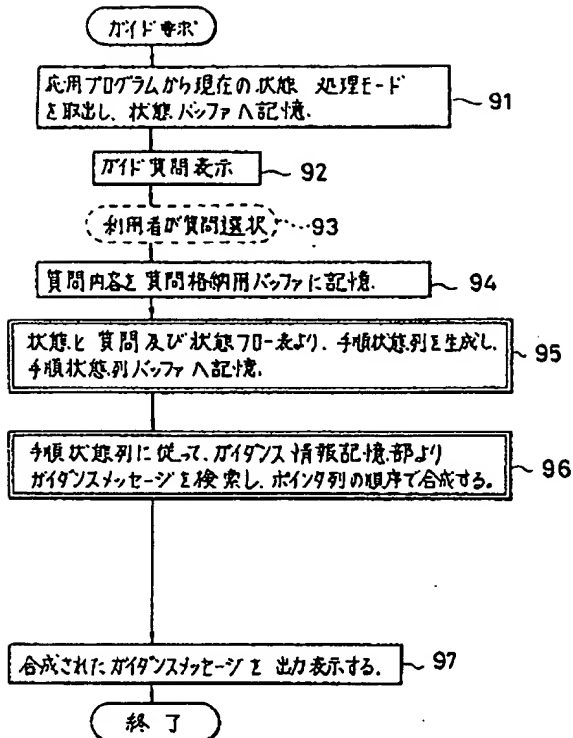 ガイド要求
応用プログラムから現在の状態 処理モード
を取出し、状態バッファへ記憶.
91
ガイド質問表示
92
利用者が質問選択
93
質問内容を質問格納用バッファに記憶.
94
状態と質問及び状態フロー表より、手順状態列を生成し、
手順状態列バッファへ記憶.
95
手順状態列に従って、ガイダンス情報記憶部より
ガイダンスメッセージを検索し、ポインタ列の順序で合成する。
96
合成されたガイダンスメッセージを出力表示する.
97
終了